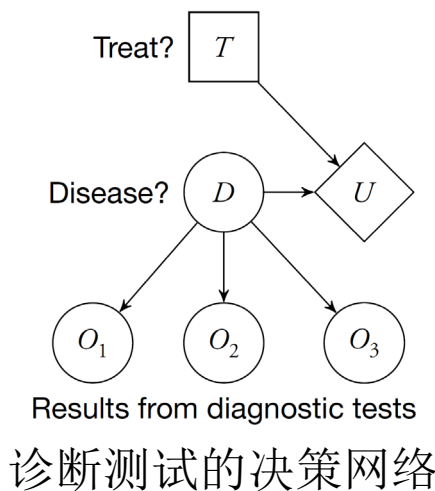 Treat? T
Disease? D U
O1 O2 O3
Results from diagnostic tests
诊断测试的决策网络